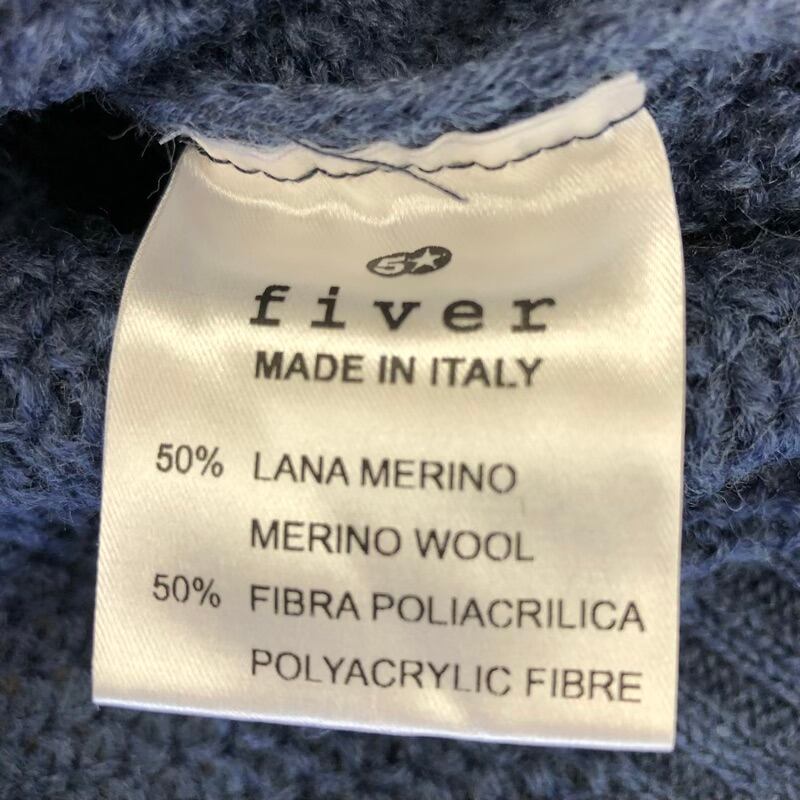 5
fiver
MADE IN ITALY
50% LANA MERINO
MERINO WOOL
50% FIBRA POLIACRILICA
POLYACRYLIC FIBRE